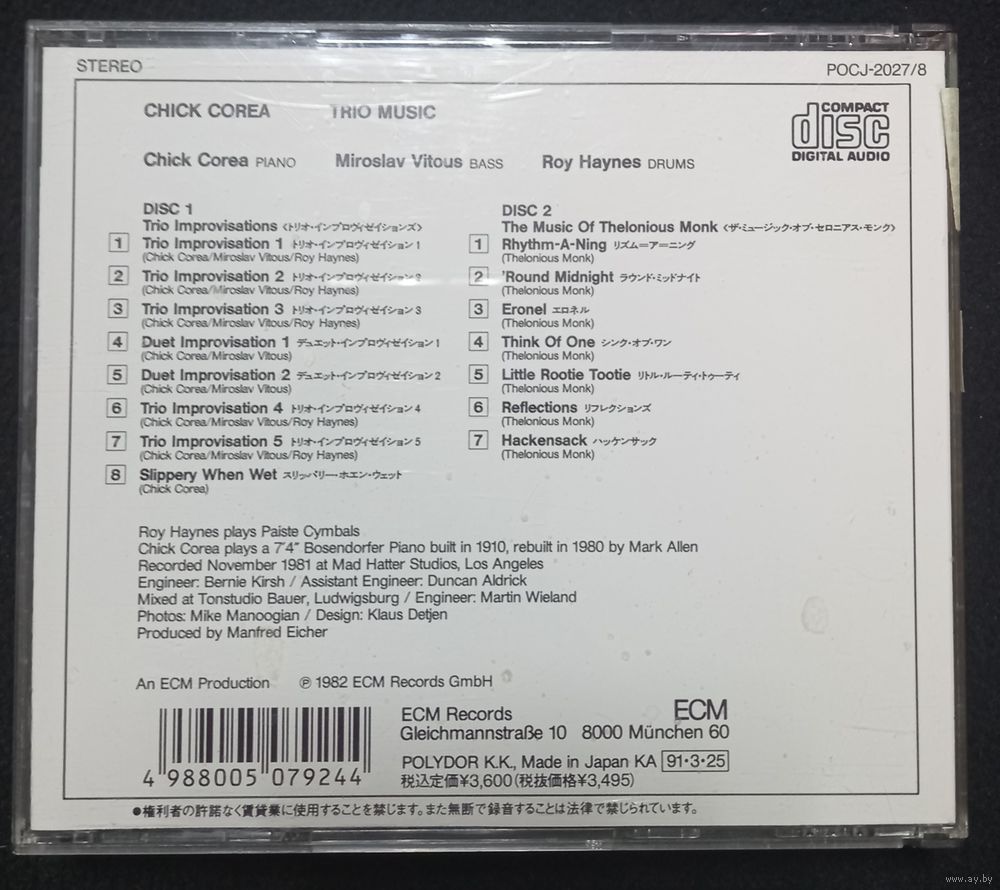 STEREO
POCJ-2027/8
CHICK COREA TRIO MUSIC
COMPACT
disc
DIGITAL AUDIO
Chick Corea PIANO Miroslav Vitous BASS Roy Haynes DRUMS
DISC 1
Trio Improvisations 〈トリオ・インプロヴィゼイションズ〉
1 Trio Improvisation 1 トリオ・インプロヴィゼイション 1
(Chick Corea/Miroslav Vitous/Roy Haynes)
2 Trio Improvisation 2 トリオ・インプロヴィゼイション 2
(Chick Corea/Miroslav Vitous/Roy Haynes)
3 Trio Improvisation 3 トリオ・インプロヴィゼイション 3
(Chick Corea/Miroslav Vitous/Roy Haynes)
4 Duet Improvisation 1 デュエット・インプロヴィゼイション 1
(Chick Corea/Miroslav Vitous)
5 Duet Improvisation 2 デュエット・インプロヴィゼイション 2
(Chick Corea/Miroslav Vitous)
6 Trio Improvisation 4 トリオ・インプロヴィゼイション 4
(Chick Corea/Miroslav Vitous/Roy Haynes)
7 Trio Improvisation 5 トリオ・インプロヴィゼイション 5
(Chick Corea/Miroslav Vitous/Roy Haynes)
8 Slippery When Wet スリッパリー・ホエン・ウェット
(Chick Corea)
DISC 2
The Music Of Thelonious Monk 〈ザ・ミュージック・オブ・セロニアス・モンク〉
1 Rhythm-A-Ning リズム=ア=ニング
(Thelonious Monk)
2 'Round Midnight ラウンド・ミッドナイト
(Thelonious Monk)
3 Eronel エロネル
(Thelonious Monk)
4 Think Of One シンク・オブ・ワン
(Thelonious Monk)
5 Little Rootie Tootie リトル・ルーティ・トゥーティ
(Thelonious Monk)
6 Reflections リフレクションズ
(Thelonious Monk)
7 Hackensack ハッケンサック
(Thelonious Monk)
Roy Haynes plays Paiste Cymbals
Chick Corea plays a 7'4" Bosendorfer Piano built in 1910, rebuilt in 1980 by Mark Allen
Recorded November 1981 at Mad Hatter Studios, Los Angeles
Engineer: Bernie Kirsh / Assistant Engineer: Duncan Aldrick
Mixed at Tonstudio Bauer, Ludwigsburg / Engineer: Martin Wieland
Photos: Mike Manoogian / Design: Klaus Detjen
Produced by Manfred Eicher
An ECM Production ℗ 1982 ECM Records GmbH
4 988005 079244
ECM Records
ECM
Gleichmannstraße 10 8000 München 60
POLYDOR K.K., Made in Japan KA 91・3・25
税込定価¥3,600(税抜価格¥3,495)
●権利者の許諾なく賃貸業に使用することを禁じます。また無断で録音することは法律で禁じられています。
www.ay.by